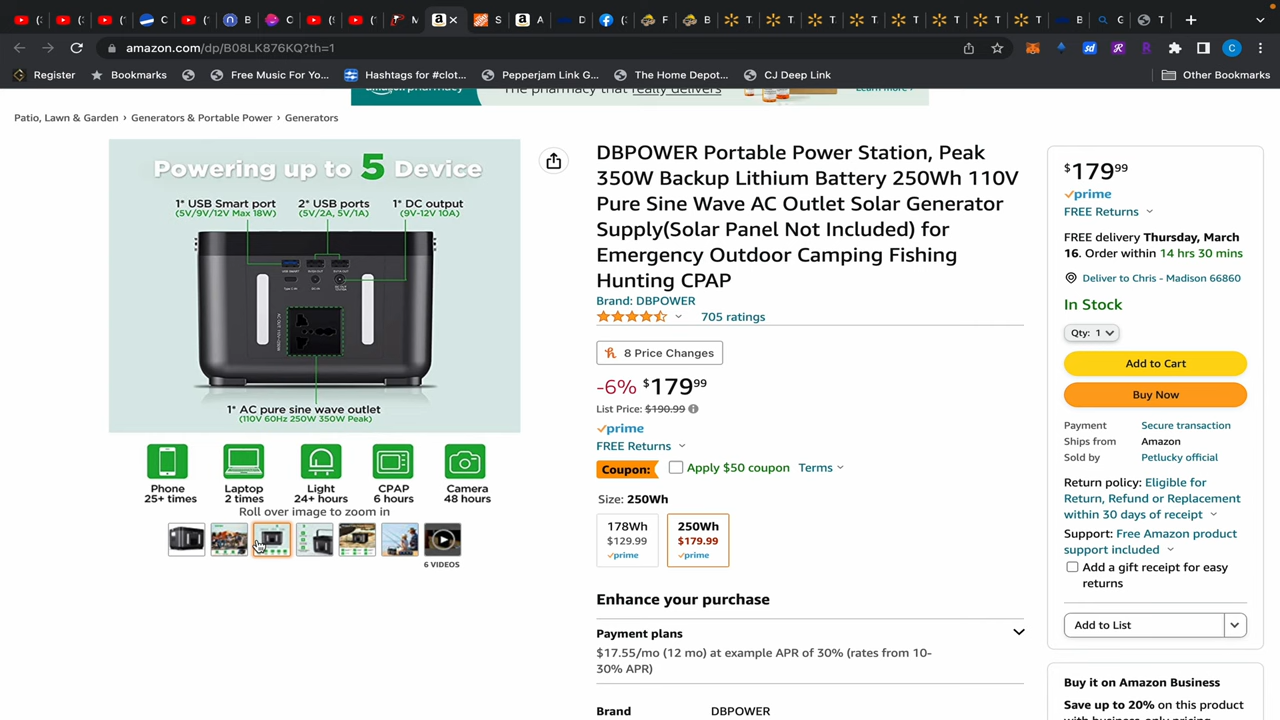 C
(
(
(
C
(
B
C
(9
(
M
C
S
A
D
(2
F
B
T
T
T
T
T
T
T
T
B
G
T
amazon.com/dp/B08LK876KQ?th=1
Register
Bookmarks
Free Music For Yo...
Hashtags for #clot...
Pepperjam Link G...
The Home Depot...
CJ Deep Link
Other Bookmarks
The pharmacy that really delivers
Learn more
Patio, Lawn & Garden › Generators & Portable Power › Generators
Powering up to 5 Device
1* USB Smart port
(5V/9V/12V Max 18W)
2* USB ports
(5V/2A, 5V/1A)
1* DC output
(9V-12V 10A)
1* AC pure sine wave outlet
(110V 60Hz 250W 350W Peak)
Phone
25+ times
Laptop
2 times
Light
24+ hours
CPAP
6 hours
Camera
48 hours
Roll over image to zoom in
6 VIDEOS
DBPOWER Portable Power Station, Peak
350W Backup Lithium Battery 250Wh 110V
Pure Sine Wave AC Outlet Solar Generator
Supply(Solar Panel Not Included) for
Emergency Outdoor Camping Fishing
Hunting CPAP
Brand: DBPOWER
705 ratings
8 Price Changes
-6% $179 99
List Price: $190.99
prime
FREE Returns
Coupon: Apply $50 coupon Terms
Size: 250Wh
178Wh
$129.99
prime
250Wh
$179.99
prime
Enhance your purchase
Payment plans
$17.55/mo (12 mo) at example APR of 30% (rates from 10-
30% APR)
Brand DBPOWER
$179 99
prime
FREE Returns
FREE delivery Thursday, March
16. Order within 14 hrs 30 mins
Deliver to Chris - Madison 66860
In Stock
Qty: 1
Add to Cart
Buy Now
Payment Secure transaction
Ships from Amazon
Sold by Petlucky official
Return policy: Eligible for
Return, Refund or Replacement
within 30 days of receipt
Support: Free Amazon product
support included
Add a gift receipt for easy
returns
Add to List
Buy it on Amazon Business
Save up to 20% on this product
with business-only pricing